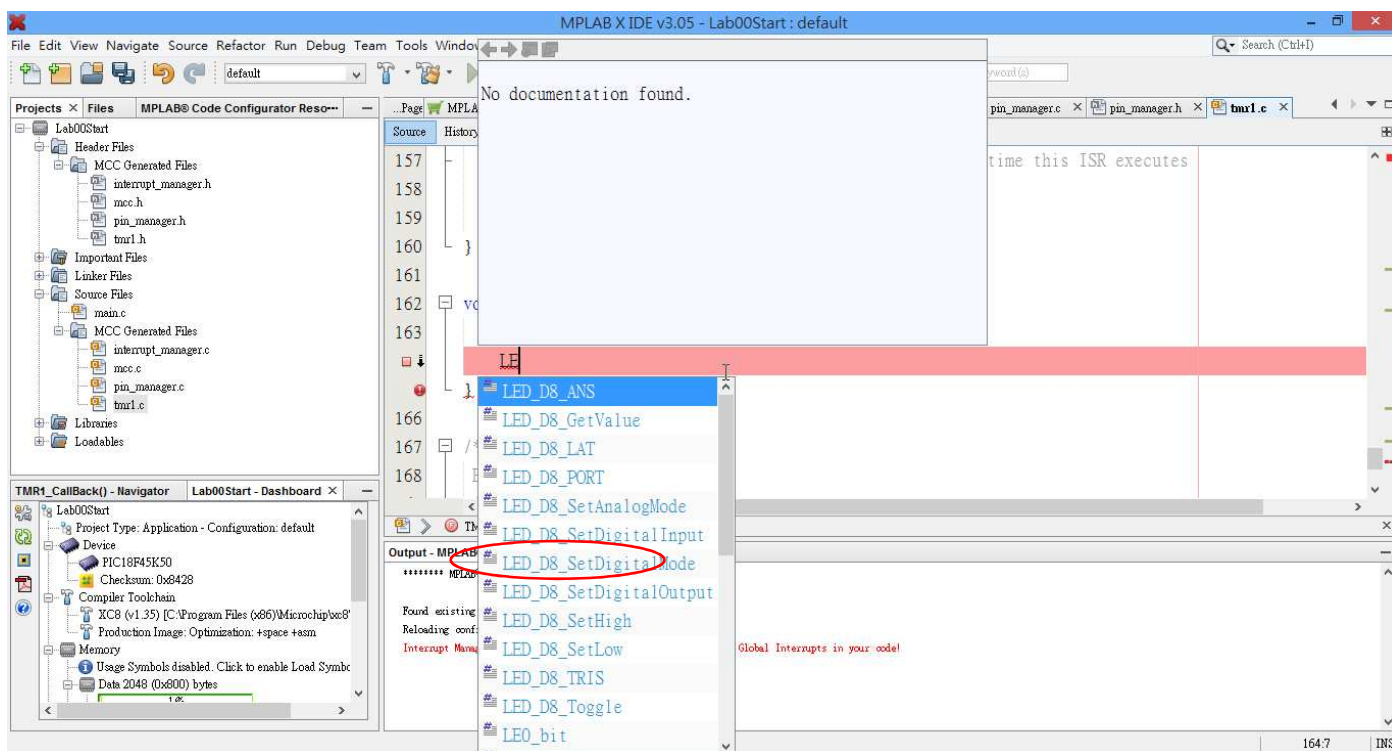 MPLAB X IDE v3.05 - Lab00Start : default
File Edit View Navigate Source Refactor Run Debug Team Tools Window
Search (Ctrl+I)
default
Projects Files MPLAB® Code Configurator Reso...
...Page MPLA
pin_manager.c pin_manager.h tmr1.c
No documentation found.
Source History
Lab00Start
Header Files
MCC Generated Files
interrupt_manager.h
mcc.h
pin_manager.h
tmr1.h
Important Files
Linker Files
Source Files
main.c
MCC Generated Files
interrupt_manager.c
mcc.c
pin_manager.c
tmr1.c
Libraries
Loadables
157 time this ISR executes
158
159
160 }
161
162 vo
163
LE
}
166
167 /*
168
LED_D8_ANS
LED_D8_GetValue
LED_D8_LAT
LED_D8_PORT
LED_D8_SetAnalogMode
LED_D8_SetDigitalInput
LED_D8_SetDigitalMode
LED_D8_SetDigitalOutput
LED_D8_SetHigh
LED_D8_SetLow
LED_D8_TRIS
LED_D8_Toggle
LE0_bit
TMR1_CallBack() - Navigator Lab00Start - Dashboard
Lab00Start
Project Type: Application - Configuration: default
Device
PIC18F45K50
Checksum: 0x8428
Compiler Toolchain
XC8 (v1.35) [C:\Program Files (x86)\Microchip\xc8\
Production Image: Optimization: +space +asm
Memory
Usage Symbols disabled. Click to enable Load Symbo
Data 2048 (0x800) bytes
Output - MPLAB
******** MPLAB
Found existing
Reloading conf
Interrupt Mana Global Interrupts in your code!
164:7 INS